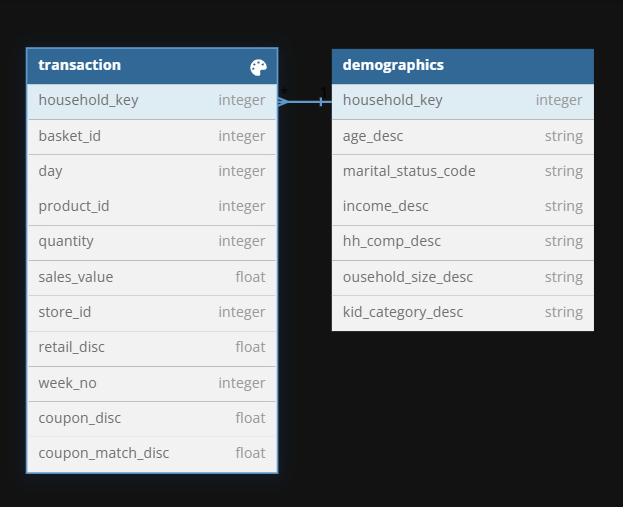 transaction
household_key integer
basket_id integer
day integer
product_id integer
quantity integer
sales_value float
store_id integer
retail_disc float
week_no integer
coupon_disc float
coupon_match_disc float
* 1
demographics
household_key integer
age_desc string
marital_status_code string
income_desc string
hh_comp_desc string
ousehold_size_desc string
kid_category_desc string